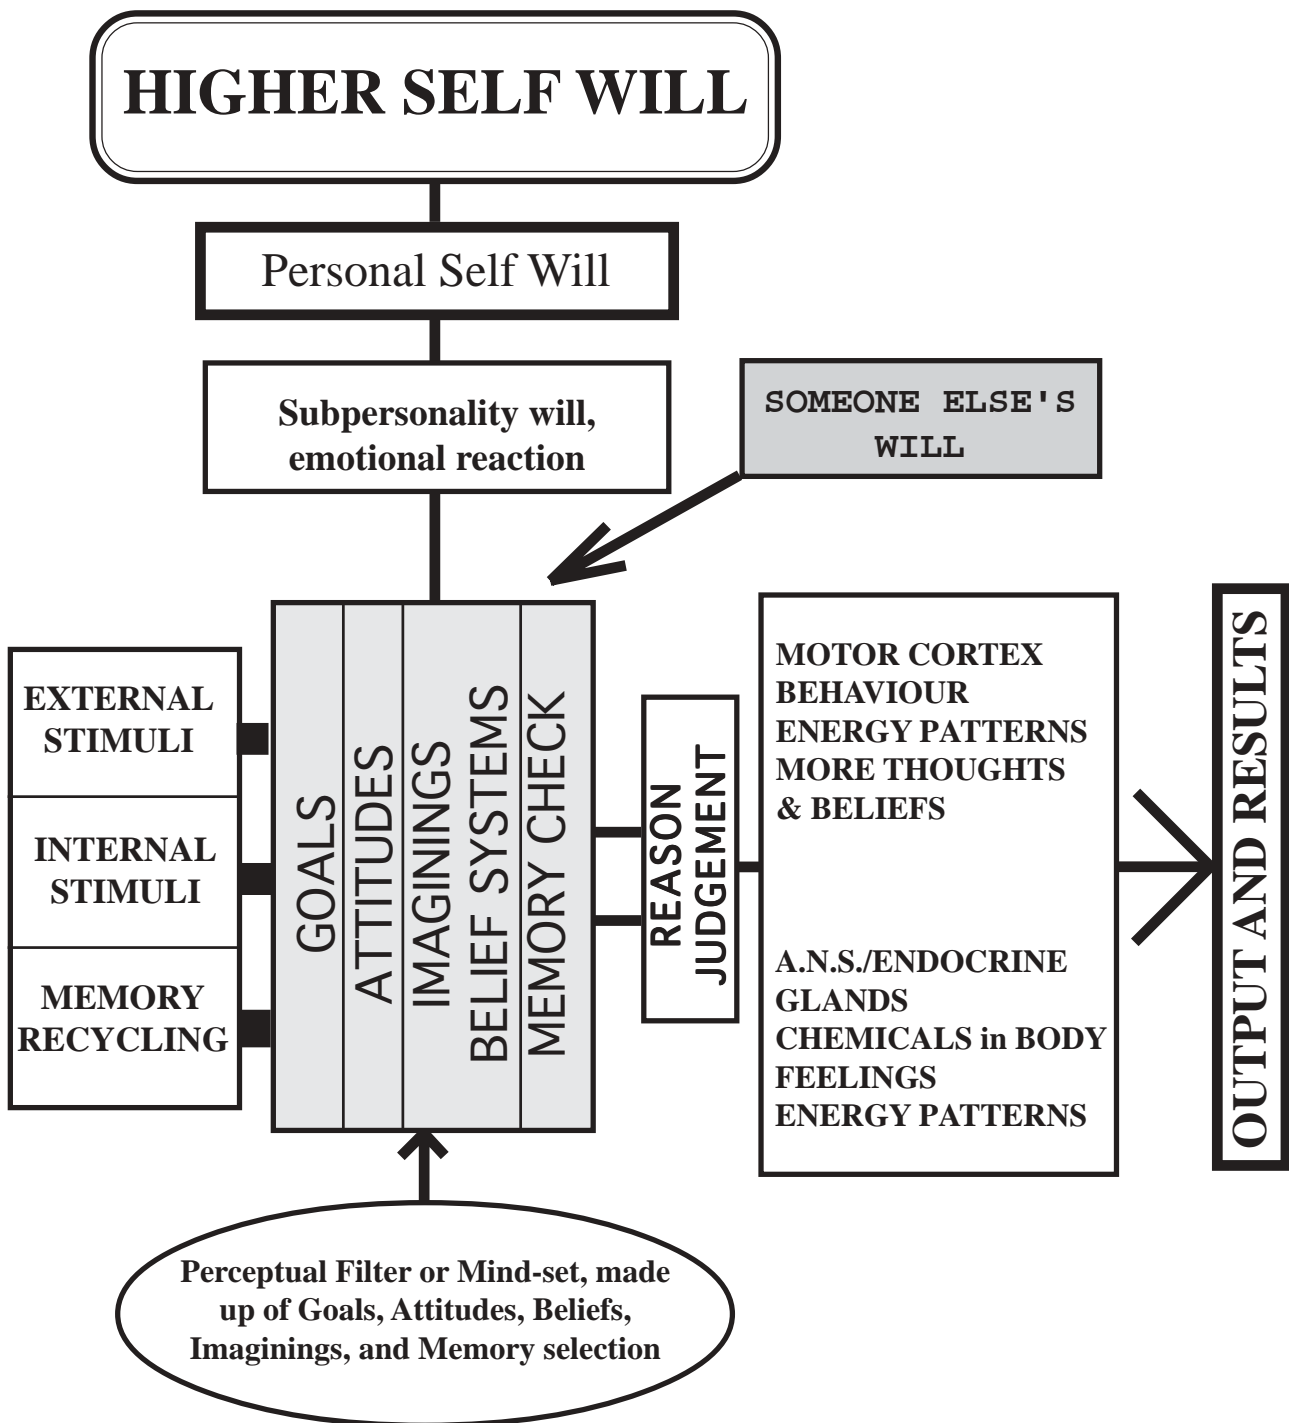 HIGHER SELF WILL
Personal Self Will
Subpersonality will,
emotional reaction
SOMEONE ELSE'S
WILL
EXTERNAL
STIMULI
INTERNAL
STIMULI
MEMORY
RECYCLING
GOALS
ATTITUDES
IMAGININGS
BELIEF SYSTEMS
MEMORY CHECK
REASON
JUDGEMENT
MOTOR CORTEX
BEHAVIOUR
ENERGY PATTERNS
MORE THOUGHTS
& BELIEFS
A.N.S./ENDOCRINE
GLANDS
CHEMICALS in BODY
FEELINGS
ENERGY PATTERNS
OUTPUT AND RESULTS
Perceptual Filter or Mind-set, made
up of Goals, Attitudes, Beliefs,
Imaginings, and Memory selection